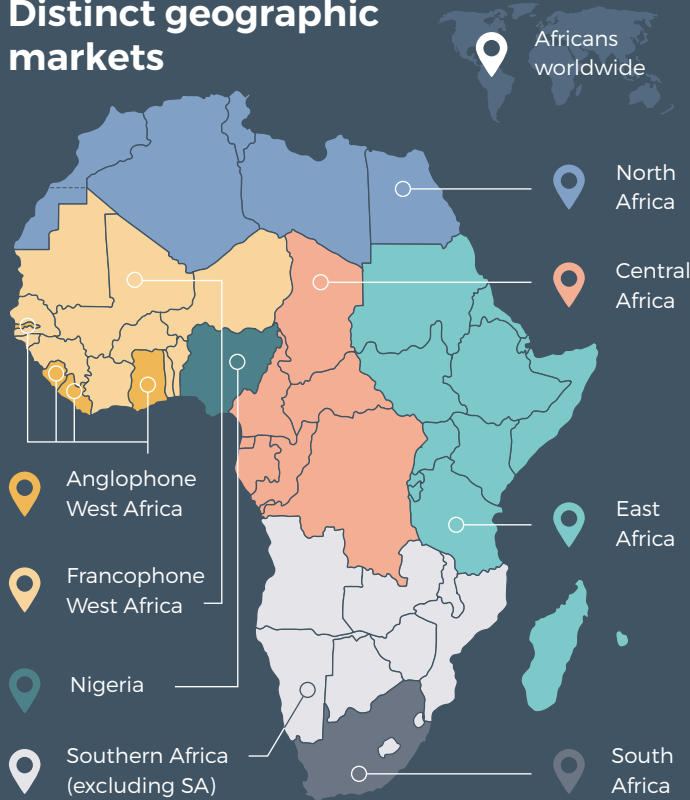 Distinct geographic
markets
Africans
worldwide
North
Africa
Central
Africa
Anglophone
West Africa
East
Africa
Francophone
West Africa
Nigeria
Southern Africa
(excluding SA)
South
Africa